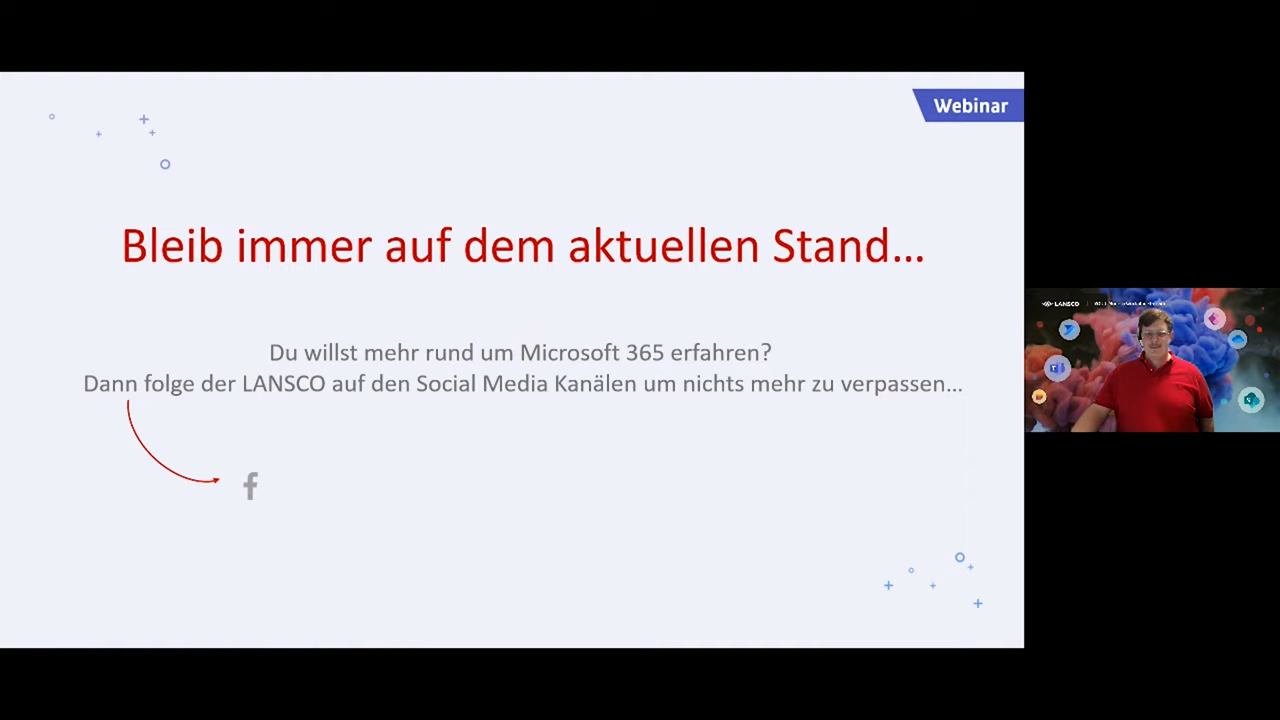 Webinar
Bleib immer auf dem aktuellen Stand...
Du willst mehr rund um Microsoft 365 erfahren?
Dann folge der LANSCO auf den Social Media Kanälen um nichts mehr zu verpassen...
LANSCO